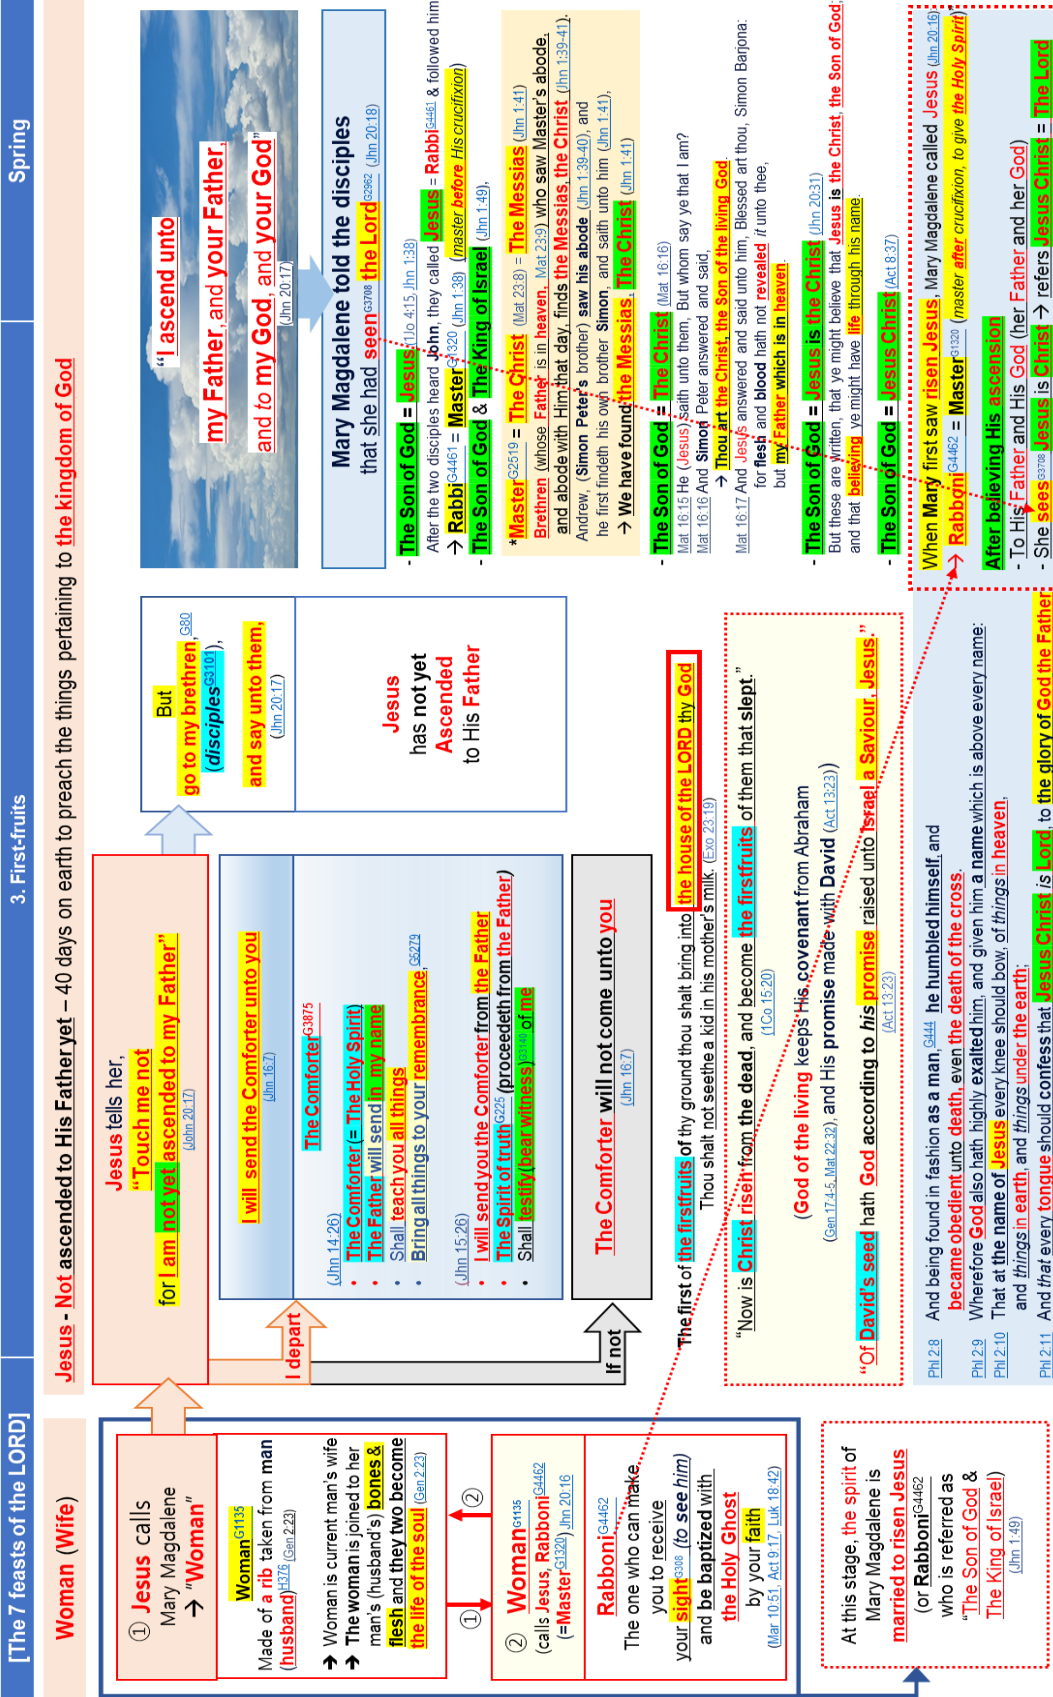 [The 7 feasts of the LORD]
3. First-fruits
Spring
Woman (Wife)
Jesus - Not ascended to His Father yet – 40 days on earth to preach the things pertaining to the kingdom of God
① Jesus calls
Mary Magdalene
→ "Woman"
Woman G1135
Made of a rib taken from man
(husband) H376 (Gen 2:23)
➔ Woman is current man's wife
➔ The woman is joined to her
man's (husband's) bones &
flesh and they two become
the life of the soul (Gen 2:23)
①
②
② Woman G1135
(calls Jesus, Rabboni G4462
(=Master G1320) Jhn 20:16
Rabboni G4462
The one who can make
you to receive
your sight G308 (to see him)
and be baptized with
the Holy Ghost
by your faith
(Mar 10:51, Act 9:17, Luk 18:42)
At this stage, the spirit of
Mary Magdalene is
married to risen Jesus
(or Rabboni G4462
who is referred as
"The Son of God &
The King of Israel)
(Jhn 1:49)
Jesus tells her,
"Touch me not
for I am not yet ascended to my Father"
(John 20:17)
I depart
If not
I will send the Comforter unto you
(Jhn 16:7)
The Comforter G3875
(Jhn 14:26)
• The Comforter (= The Holy Spirit)
• The Father will send in my name
• Shall teach you all things
• Bring all things to your remembrance, G5279
(Jhn 15:26)
• I will send you the Comforter from the Father
• The Spirit of truth G225 (proceedeth from the Father)
• Shall testify(bear witness) G3140 of me
The Comforter will not come unto you
(Jhn 16:7)
But
go to my brethren, G80
(disciples G3101),
and say unto them,
(Jhn 20:17)
Jesus
has not yet
Ascended
to His Father
"I ascend unto
my Father, and your Father,
and to my God, and your God"
(Jhn 20:17)
Mary Magdalene told the disciples
that she had seen G3708 the Lord G2962 (Jhn 20:18)
- The Son of God = Jesus (1Jo 4:15, Jhn 1:38)
After the two disciples heard John, they called Jesus = Rabbi G4461 & followed him
→ Rabbi G4461 = Master G1320 (Jhn 1:38) (master before His crucifixion)
- The Son of God & The King of Israel (Jhn 1:49),
*Master G2519 = The Christ (Mat 23:8) = The Messias (Jhn 1:41)
Brethren (whose Father is in heaven, Mat 23:9) who saw Master's abode,
and abode with Him that day, finds the Messias, the Christ (Jhn 1:39-41).
Andrew, (Simon Peter's brother) saw his abode (Jhn 1:39-40), and
he first findeth his own brother Simon, and saith unto him (Jhn 1:41),
→ We have found the Messias, The Christ (Jhn 1:41)
- The Son of God = The Christ (Mat 16:16)
Mat 16:15 He (Jesus) saith unto them, But whom say ye that I am?
Mat 16:16 And Simon Peter answered and said,
→ Thou art the Christ, the Son of the living God.
Mat 16:17 And Jesus answered and said unto him, Blessed art thou, Simon Barjona:
for flesh and blood hath not revealed it unto thee,
but my Father which is in heaven.
- The Son of God = Jesus is the Christ (Jhn 20:31)
But these are written, that ye might believe that Jesus is the Christ, the Son of God;
and that believing ye might have life through his name.
- The Son of God = Jesus Christ (Act 8:37)
The first of the firstfruits of thy ground thou shalt bring into the house of the LORD thy God
Thou shalt not seethe a kid in his mother's milk. (Exo 23:19)
"Now is Christ risen from the dead, and become the firstfruits of them that slept."
(1Co 15:20)
(God of the living keeps His covenant from Abraham
(Gen 17:4-5, Mat 22:32), and His promise made with David (Act 13:23))
"Of David's seed hath God according to his promise raised unto Israel a Saviour, Jesus."
(Act 13:23)
When Mary first saw risen Jesus, Mary Magdalene called Jesus (Jhn 20:16)
→ Rabboni G4462 = Master G1320 (master after crucifixion, to give the Holy Spirit)"
After believing His ascension
- To His Father and His God (her Father and her God)
- She sees G3708 Jesus is Christ → refers Jesus Christ = The Lord
Phl 2:8 And being found in fashion as a man, G444 he humbled himself, and
became obedient unto death, even the death of the cross.
Phl 2:9 Wherefore God also hath highly exalted him, and given him a name which is above every name:
Phl 2:10 That at the name of Jesus every knee should bow, of things in heaven,
and things in earth, and things under the earth;
Phl 2:11 And that every tongue should confess that Jesus Christ is Lord, to the glory of God the Father